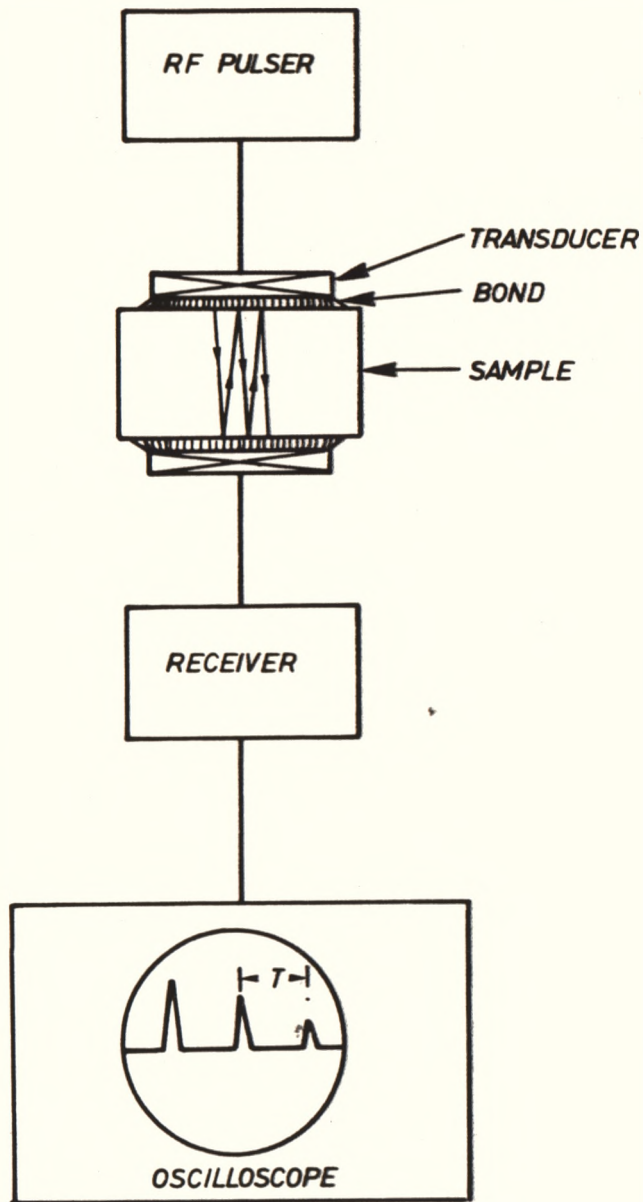 RF PULSER
TRANSDUCER
BOND
SAMPLE
RECEIVER
T
OSCILLOSCOPE